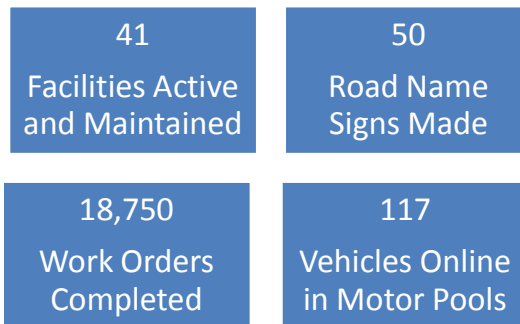 41
Facilities Active
and Maintained
50
Road Name
Signs Made
18,750
Work Orders
Completed
117
Vehicles Online
in Motor Pools